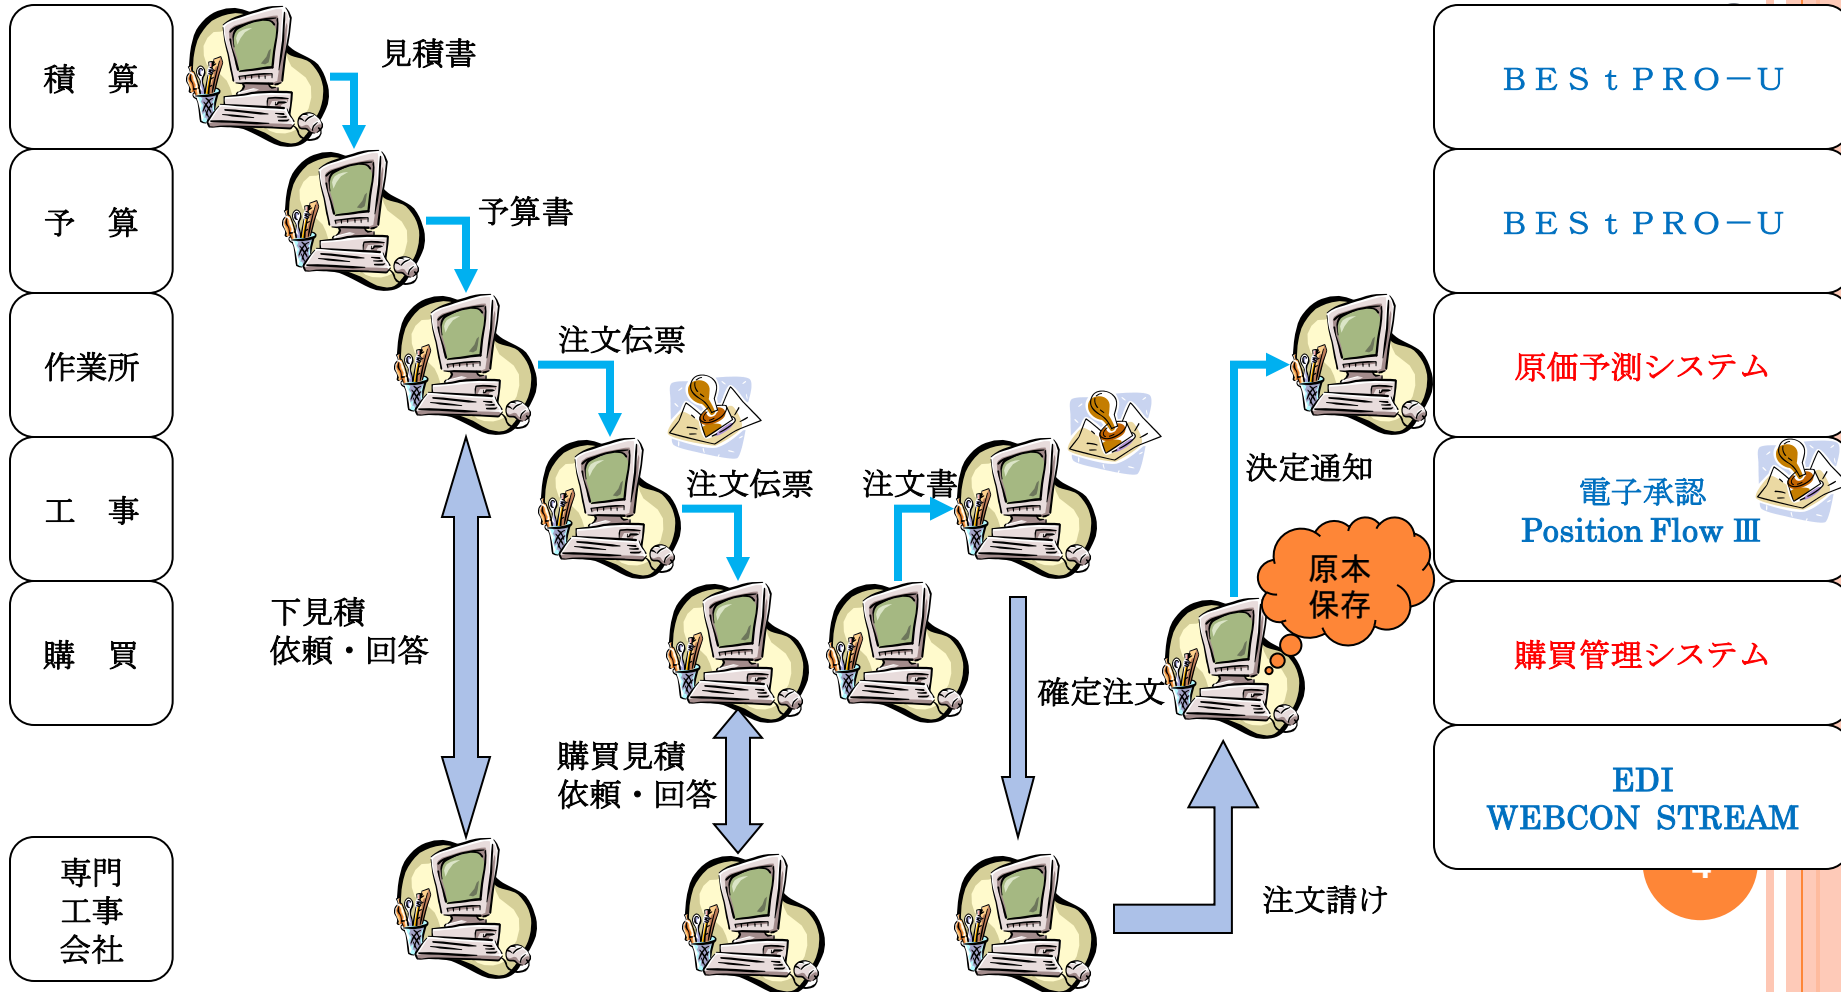 積　算
予　算
作業所
工　事
購　買
専門
工事
会社
見積書
予算書
注文伝票
注文伝票
注文書
決定通知
原本
保存
下見積
依頼・回答
購買見積
依頼・回答
確定注文
注文請け
ＢＥＳｔＰＲＯ－Ｕ
ＢＥＳｔＰＲＯ－Ｕ
原価予測システム
電子承認
Position Flow Ⅲ
購買管理システム
EDI
WEBCON STREAM